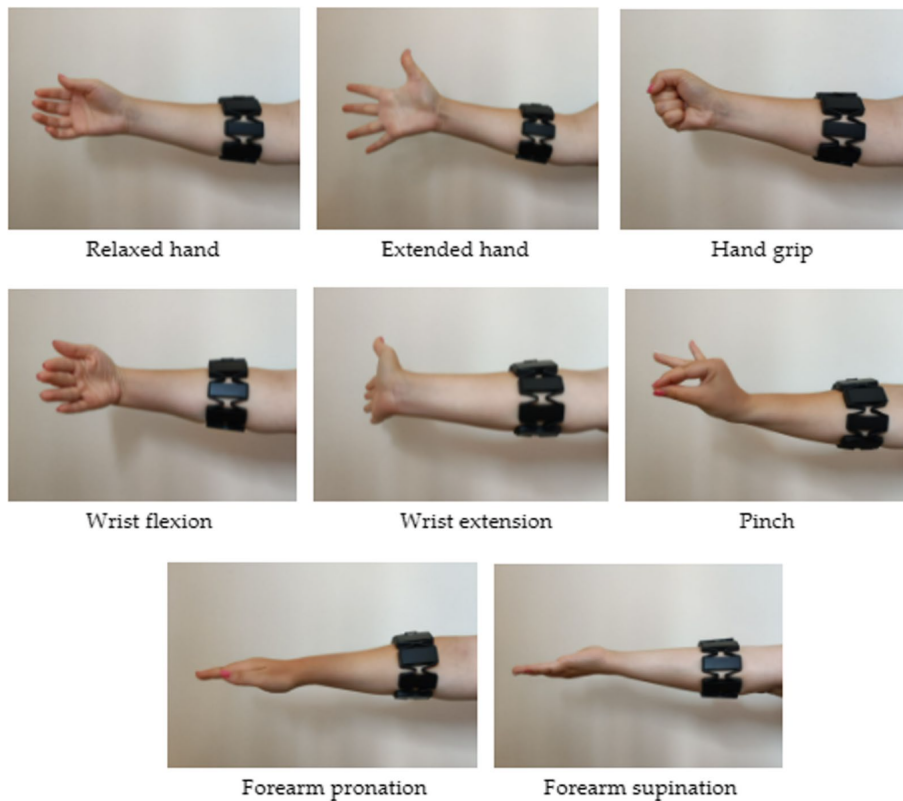 Relaxed hand
Extended hand
Hand grip
Wrist flexion
Wrist extension
Pinch
Forearm pronation
Forearm supination